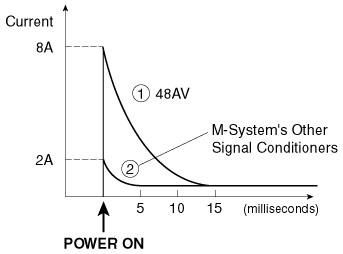 Current
8A
① 48AV
M-System's Other
Signal Conditioners
2A
②
5 10 15 (milliseconds)
POWER ON